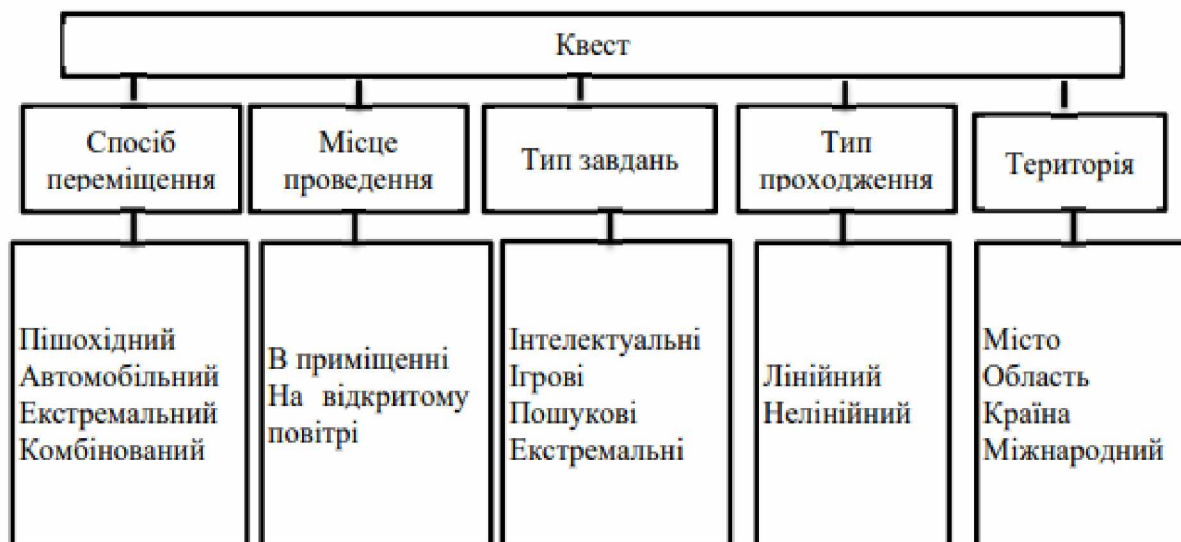 Квест
Спосіб
переміщення
Місце
проведення
Тип завдань
Тип
проходження
Територія
Пішохідний
Автомобільний
Екстремальний
Комбінований
В приміщенні
На відкритому
повітрі
Інтелектуальні
Ігрові
Пошукові
Екстремальні
Лінійний
Нелінійний
Місто
Область
Країна
Міжнародний